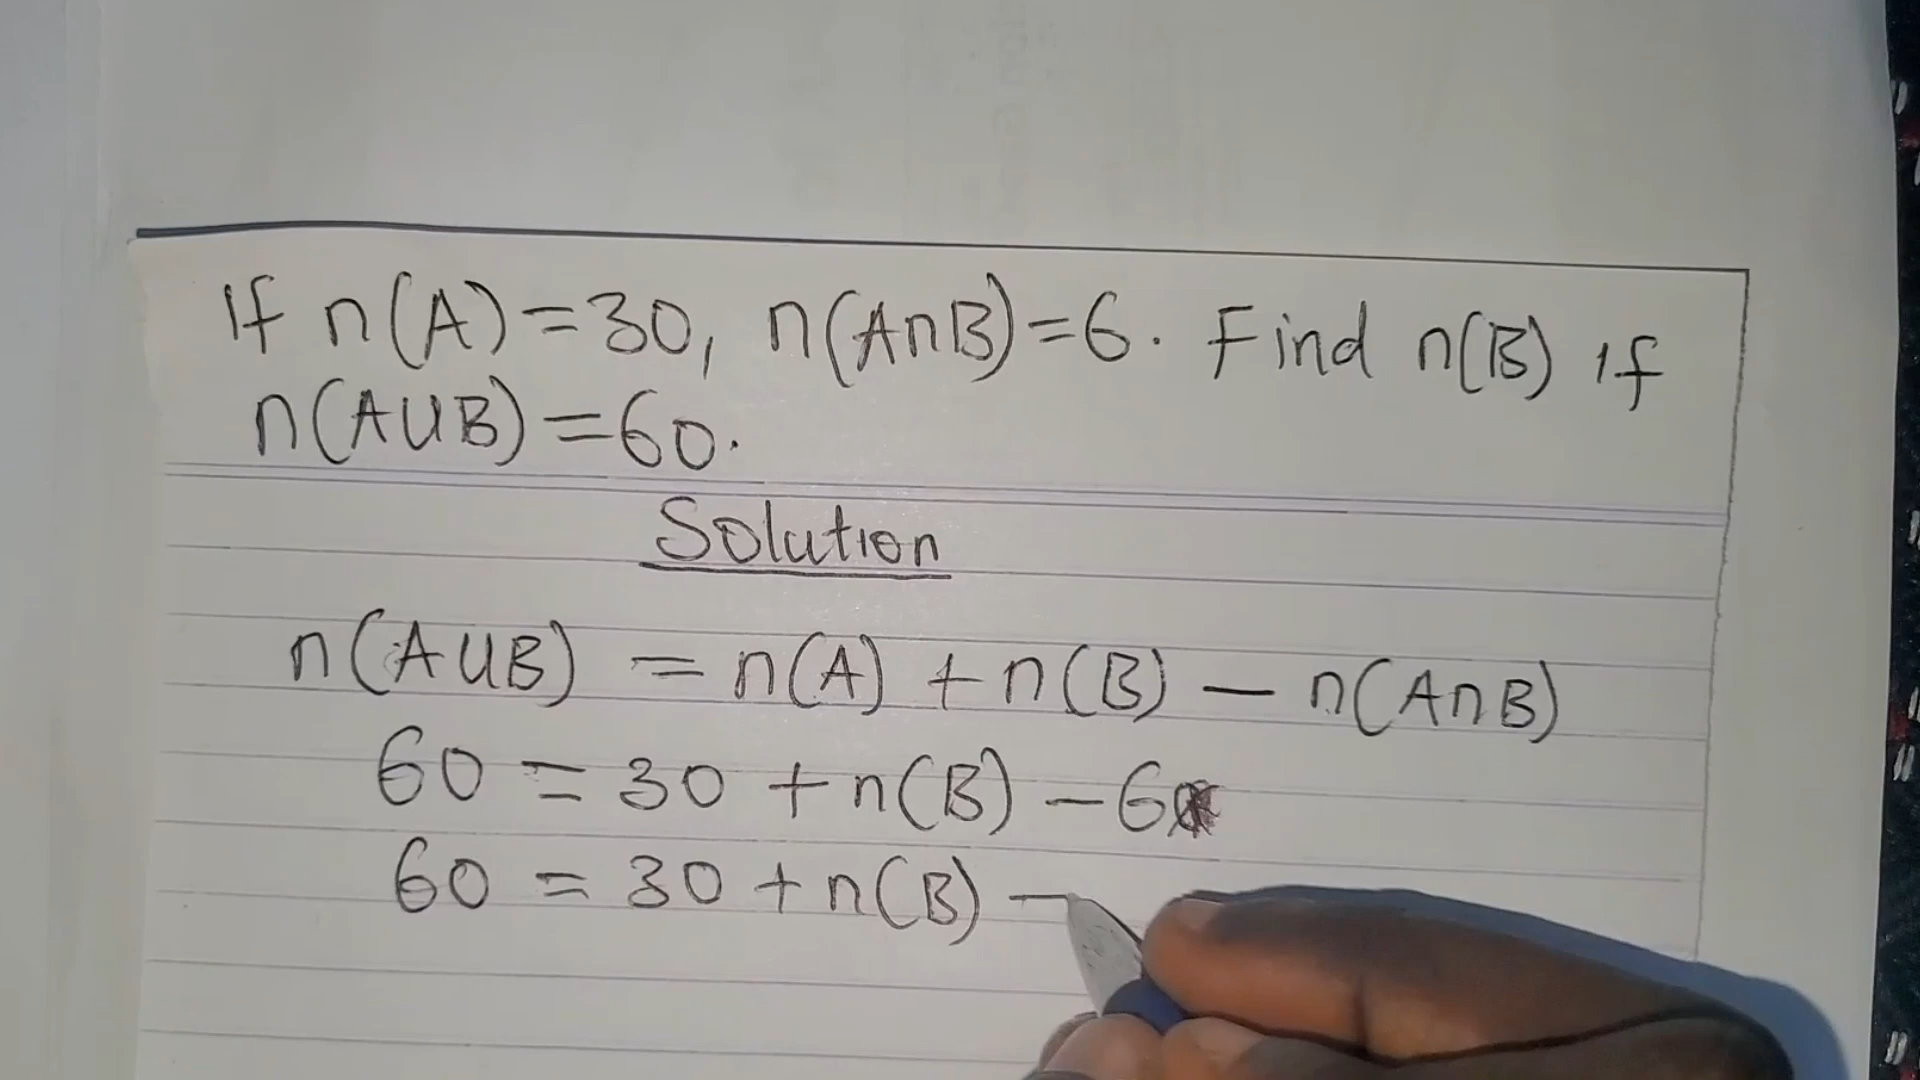 If n(A)=30, n(A∩B)=6. Find n(B) if
n(A∪B)=60.
Solution
n(A∪B) = n(A) + n(B) − n(A∩B)
60 = 30 + n(B) − 6
60 = 30 + n(B) −